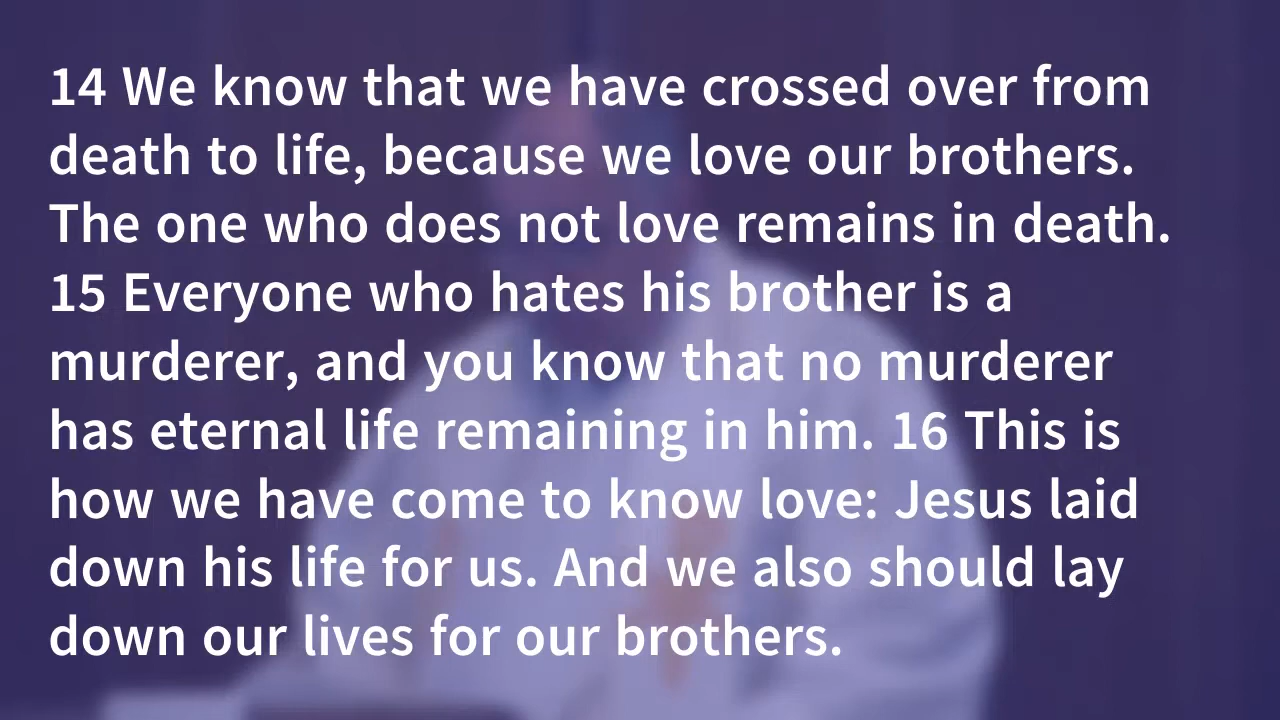 14 We know that we have crossed over from
death to life, because we love our brothers.
The one who does not love remains in death.
15 Everyone who hates his brother is a
murderer, and you know that no murderer
has eternal life remaining in him. 16 This is
how we have come to know love: Jesus laid
down his life for us. And we also should lay
down our lives for our brothers.